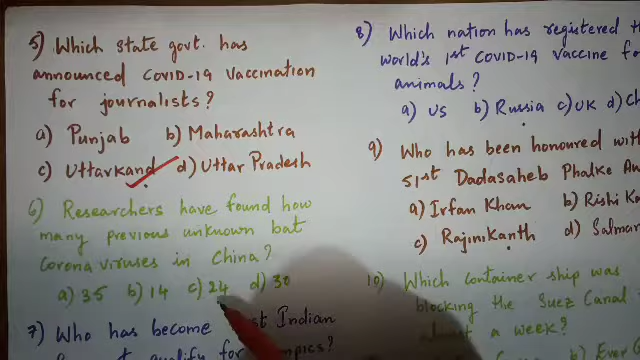 5) Which state govt. has
announced COVID-19 Vaccination
for journalists?
a) Punjab b) Maharashtra
c) Uttarkand d) Uttar Pradesh
6) Researchers have found how
many previous unknown bat
Corona viruses in China?
a) 35 b) 14 c) 24 d) 30
7) Who has become Indian
qualify for
8) Which nation has registered
world's 1st COVID-19 vaccine
animals?
a) US b) Russia c) UK d)
9) Who has been honoured
51st Dadasaheb Phalke
a) Irfan Khan b) Rishi
c) Rajinikanth d)
10) Which container ship was
blocking the Suez Canal
a week?
b)